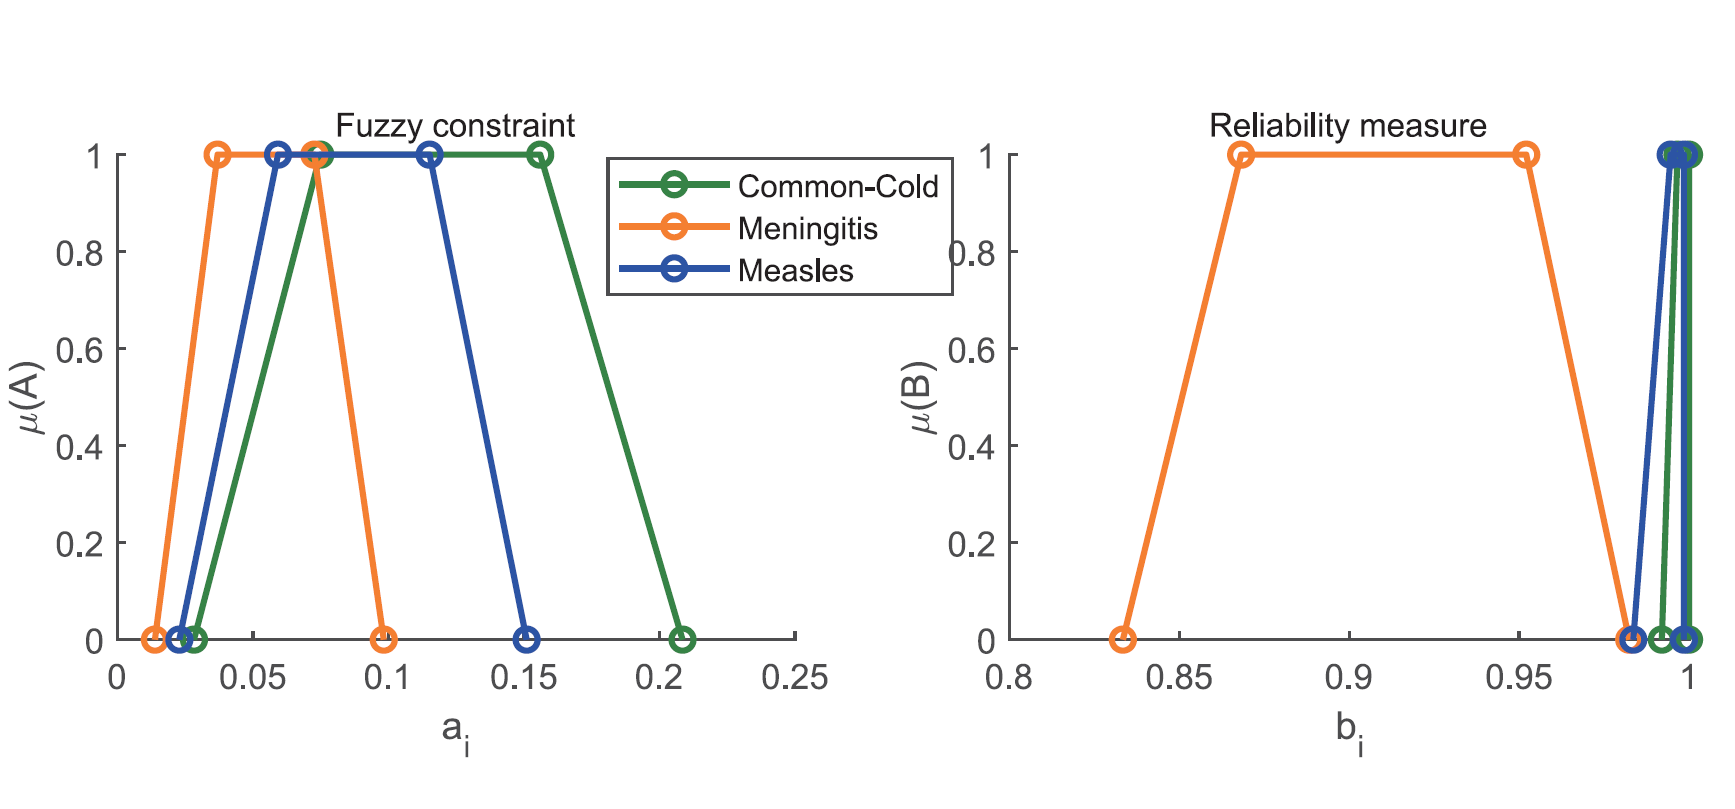 Fuzzy constraint
1
0.8
0.6
0.4
0.2
0
μ(A)
0 0.05 0.1 0.15 0.2 0.25
a_i
Common-Cold
Meningitis
Measles
Reliability measure
1
0.8
0.6
0.4
0.2
0
μ(B)
0.8 0.85 0.9 0.95 1
b_i